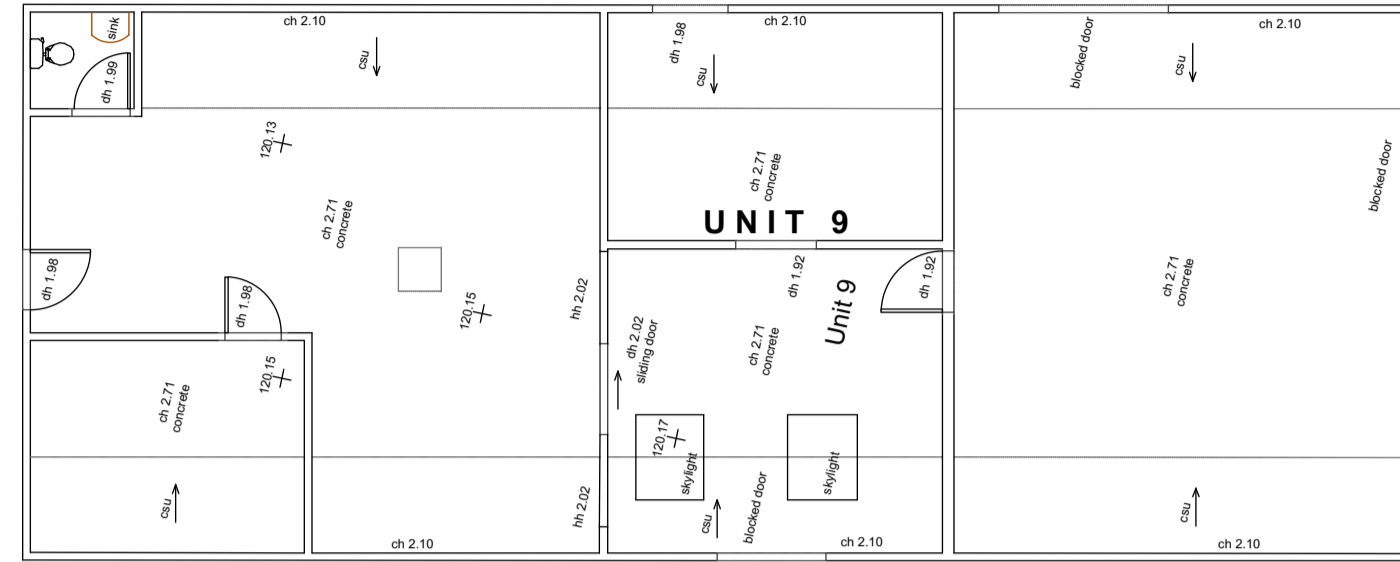 sink
dh 1.99
ch 2.10
csu
120.13
ch 2.71
concrete
dh 1.98
dh 1.98
120.15
120.15
hh 2.02
ch 2.71
concrete
csu
ch 2.10
hh 2.02
dh 1.98
ch 2.10
csu
ch 2.71
concrete
UNIT 9
dh 1.92
Unit 9
dh 1.92
dh 2.02
sliding door
ch 2.71
concrete
120.17
skylight
skylight
csu
blocked door
ch 2.10
blocked door
csu
ch 2.10
blocked door
ch 2.71
concrete
csu
ch 2.10